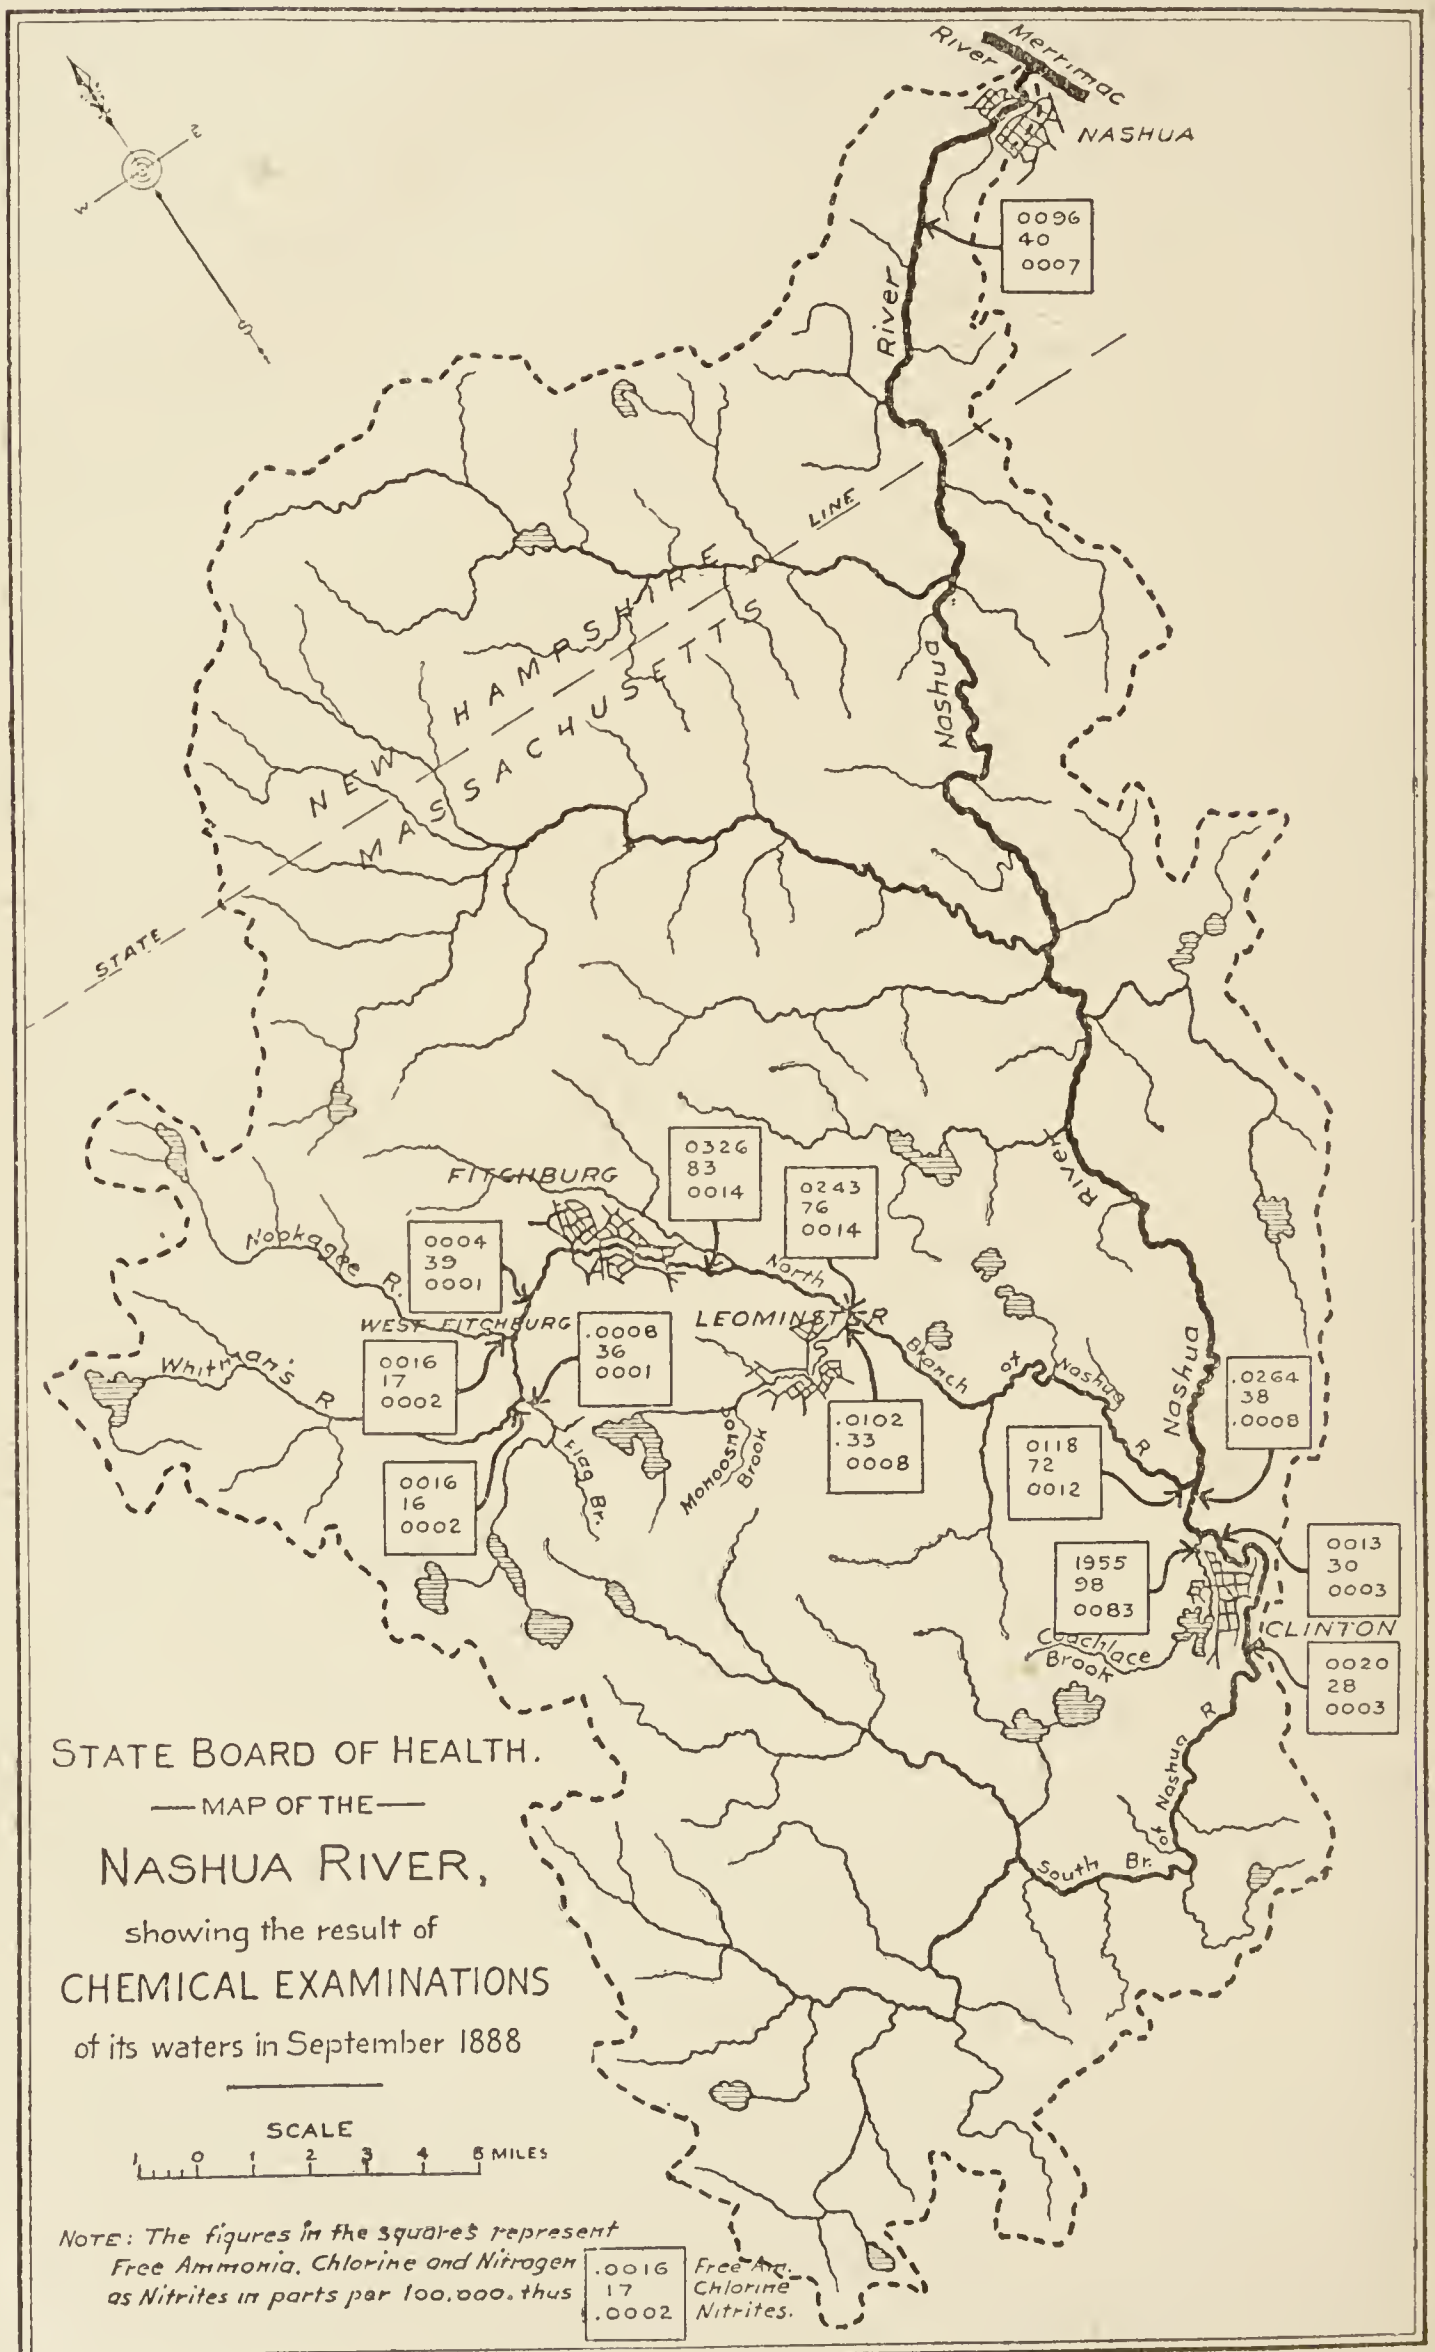 Merrimac
River
NASHUA
E
W
S
0096
40
0007
River
LINE
NEW HAMPSHIRE
MASSACHUSETTS
STATE
Nashua
River
FITCHBURG
0326
83
0014
0243
76
0014
Nookagee R.
0004
39
0001
North
WEST FITCHBURG
.0008
36
0001
LEOMINSTER
Branch
of
Nashua
R
Whitman's R
0016
17
0002
Nashua
.0264
38
.0008
Flag Br.
Monoosnoc
Brook
.0102
.33
0008
0118
72
0012
0016
16
0002
1955
98
0083
0013
30
0003
CLINTON
Coachlace
Brook
0020
28
0003
South Br. of Nashua R
STATE BOARD OF HEALTH.
—MAP OF THE—
NASHUA RIVER,
showing the result of
CHEMICAL EXAMINATIONS
of its waters in September 1888
SCALE
1 0 1 2 3 4 5 MILES
NOTE: The figures in the squares represent
Free Ammonia, Chlorine and Nitrogen
as Nitrites in parts per 100.000. thus
.0016 Free Am.
17 Chlorine
.0002 Nitrites.